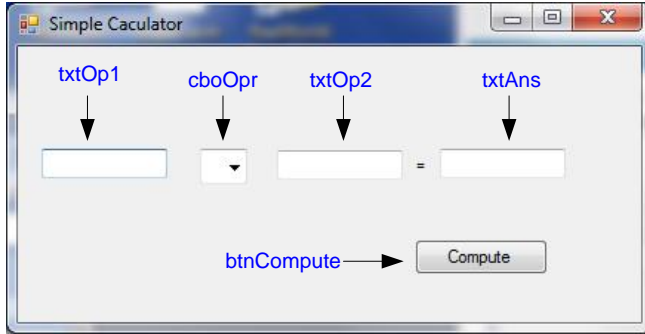 Simple Caculator
txtOp1 cboOpr txtOp2 txtAns
=
btnCompute Compute